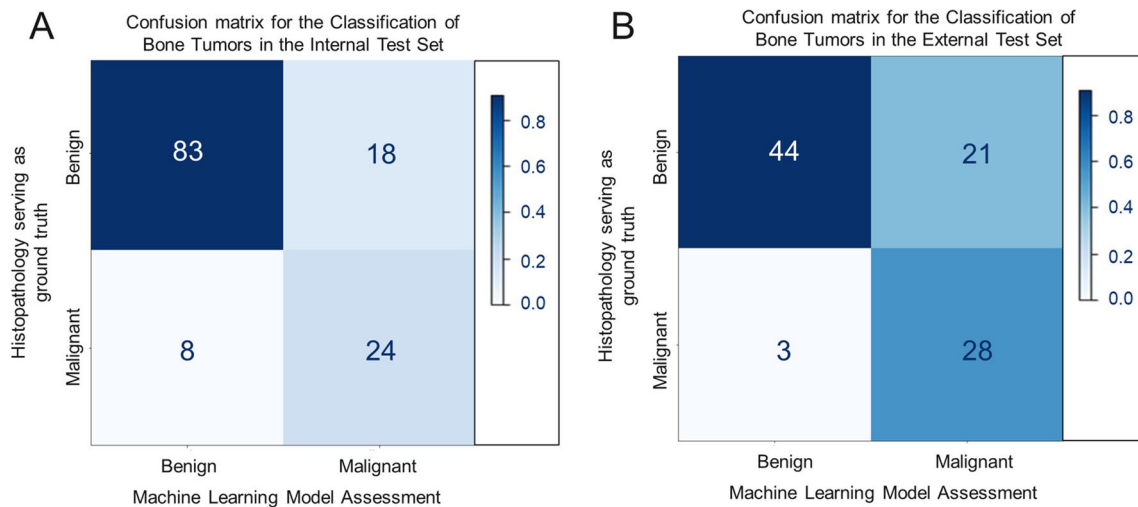 A
Confusion matrix for the Classification of
Bone Tumors in the Internal Test Set
Histopathology serving as
ground truth
Benign
Malignant
83
18
8
24
0.8
0.6
0.4
0.2
0.0
Benign
Malignant
Machine Learning Model Assessment
B
Confusion matrix for the Classification of
Bone Tumors in the External Test Set
Histopathology serving as
ground truth
Benign
Malignant
44
21
3
28
0.8
0.6
0.4
0.2
0.0
Benign
Malignant
Machine Learning Model Assessment